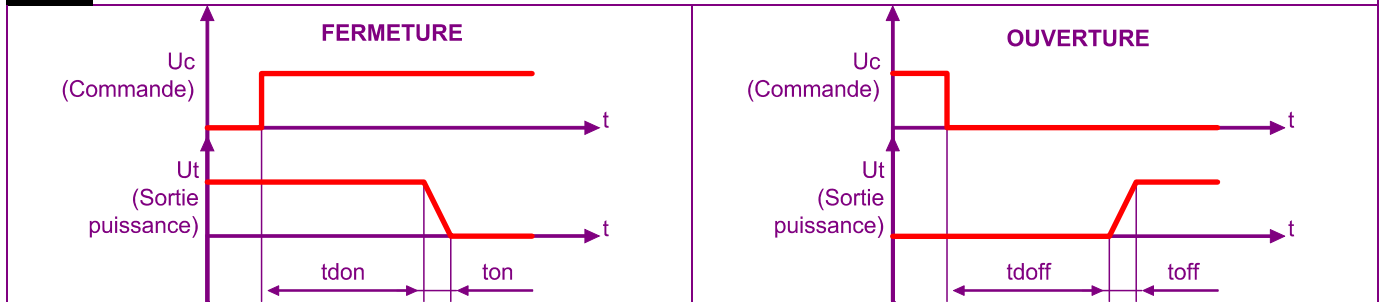 FERMETURE
Uc
(Commande)
t
Ut
(Sortie
puissance)
t
tdon
ton
OUVERTURE
Uc
(Commande)
t
Ut
(Sortie
puissance)
t
tdoff
toff